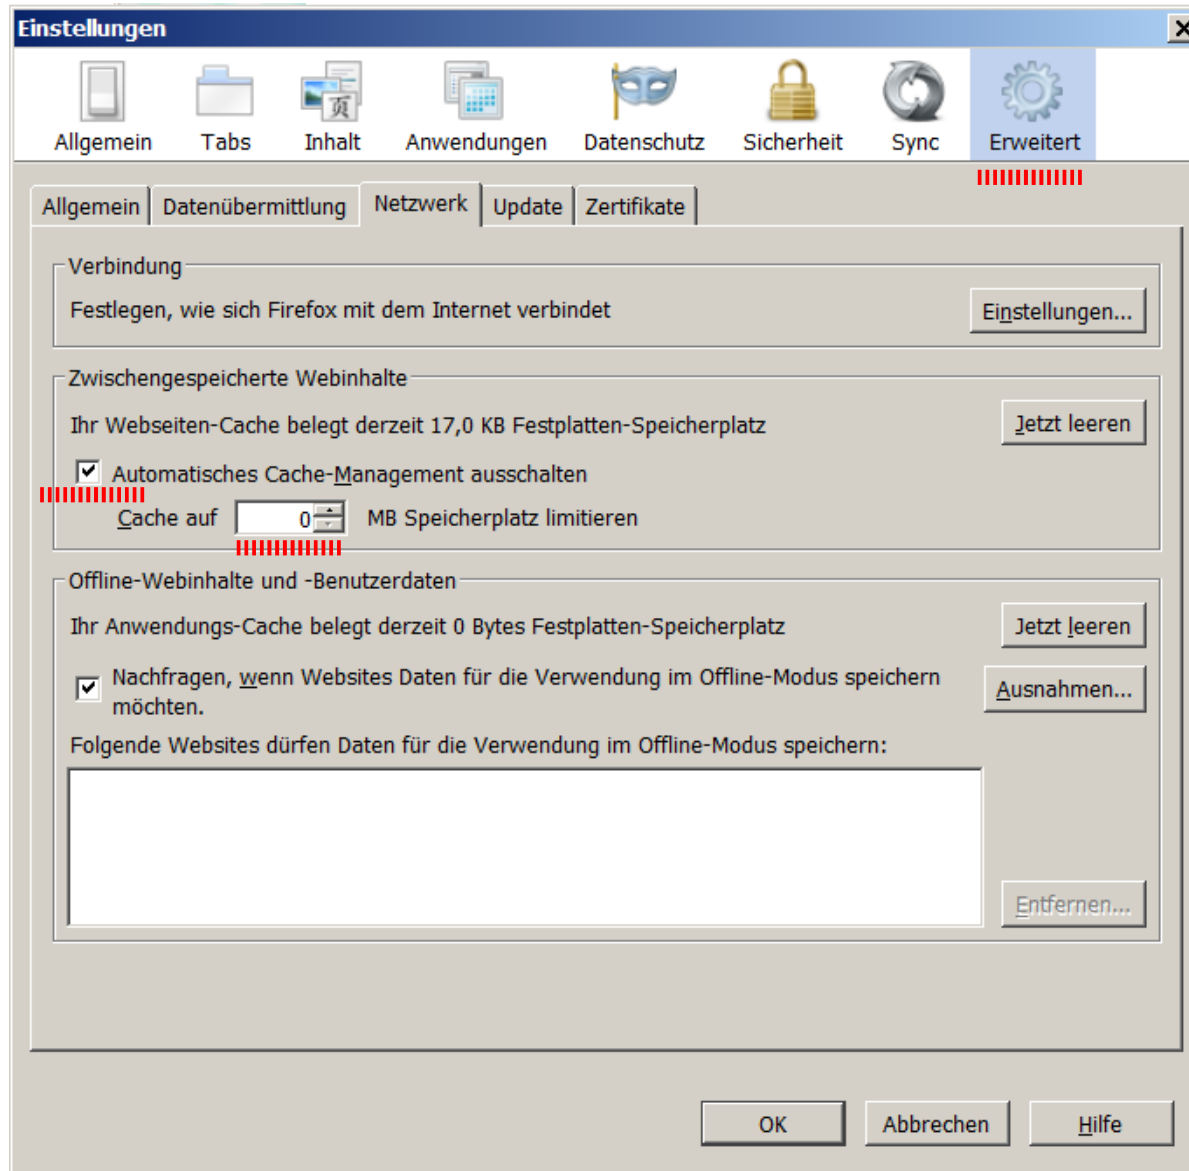 Einstellungen
页
Allgemein Tabs Inhalt Anwendungen Datenschutz Sicherheit Sync Erweitert
Allgemein Datenübermittlung Netzwerk Update Zertifikate
Verbindung
Festlegen, wie sich Firefox mit dem Internet verbindet Einstellungen...
Zwischengespeicherte Webinhalte
Ihr Webseiten-Cache belegt derzeit 17,0 KB Festplatten-Speicherplatz Jetzt leeren
Automatisches Cache-Management ausschalten
Cache auf 0 MB Speicherplatz limitieren
Offline-Webinhalte und -Benutzerdaten
Ihr Anwendungs-Cache belegt derzeit 0 Bytes Festplatten-Speicherplatz Jetzt leeren
Nachfragen, wenn Websites Daten für die Verwendung im Offline-Modus speichern
möchten. Ausnahmen...
Folgende Websites dürfen Daten für die Verwendung im Offline-Modus speichern:
Entfernen...
OK Abbrechen Hilfe